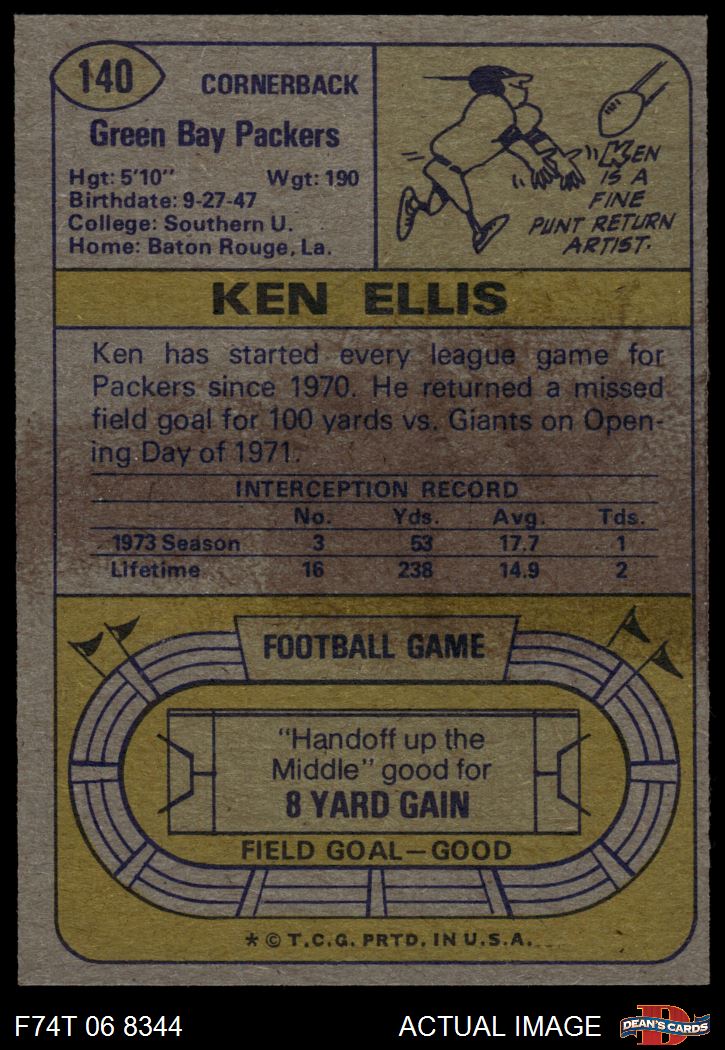 140
CORNERBACK
Green Bay Packers
Hgt: 5'10"  Wgt: 190
Birthdate: 9-27-47
College: Southern U.
Home: Baton Rouge, La.
"KEN
IS A
FINE
PUNT RETURN
ARTIST.
KEN ELLIS
Ken has started every league game for
Packers since 1970. He returned a missed
field goal for 100 yards vs. Giants on Open-
ing Day of 1971.
INTERCEPTION RECORD
No. Yds. Avg. Tds.
1973 Season 3 53 17.7 1
Lifetime 16 238 14.9 2
FOOTBALL GAME
"Handoff up the
Middle" good for
8 YARD GAIN
FIELD GOAL—GOOD
* © T.C.G. PRTD. IN U.S.A.
F74T 06 8344 ACTUAL IMAGE
D
DEAN'S CARDS